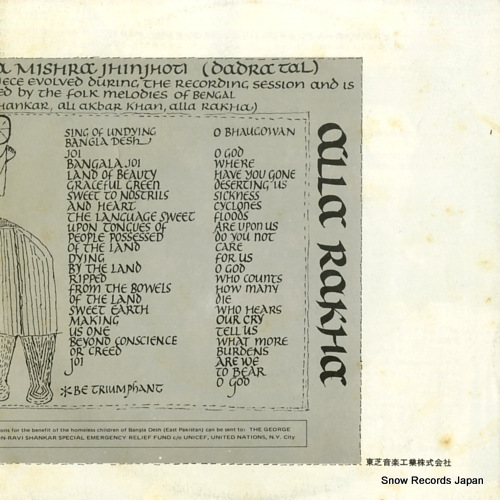 A MISHRA JHINJHOTI (DADRA TAL)
IECE EVOLVED DURING THE RECORDING SESSION AND IS
ED BY THE FOLK MELODIES OF BENGAL
HANKAR, ALI AKBAR KHAN, ALLA RAKHA)
SING OF UNDYING
BANGLA DESH
JOI
BANGALA JOI
LAND OF BEAUTY
GRACEFUL GREEN
SWEET TO NOSTRILS
AND HEART
THE LANGUAGE SWEET
UPON TONGUES OF
PEOPLE POSSESSED
OF THE LAND
DYING
BY THE LAND
RIPPED
FROM THE BOWELS
OF THE LAND
SWEET EARTH
MAKING
US ONE
BEYOND CONSCIENCE
OR CREED
JOI
*BE TRIUMPHANT
O BHAUGOWAN
O GOD
WHERE
HAVE YOU GONE
DESERTING US
SICKNESS
CYCLONES
FLOODS
ARE UPON US
DO YOU NOT
CARE
FOR US
O GOD
WHO COUNTS
HOW MANY
DIE
WHO HEARS
OUR CRY
TELL US
WHAT MORE
BURDENS
ARE WE
TO BEAR
O GOD
ALLA RAKHA
ions for the benefit of the homeless children of Bangla Desh (East Pakistan) can be sent to: THE GEORGE
ON-RAVI SHANKAR SPECIAL EMERGENCY RELIEF FUND c/o UNICEF, UNITED NATIONS, N.Y. City
東芝音楽工業株式会社
Snow Records Japan